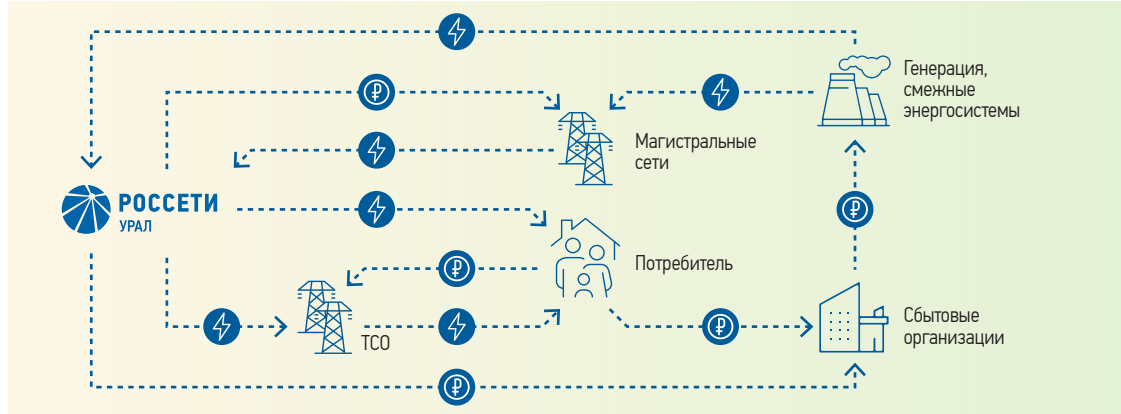 Генерация,
смежные
энергосистемы
Магистральные
сети
РОССЕТИ
УРАЛ
Потребитель
ТСО
Сбытовые
организации